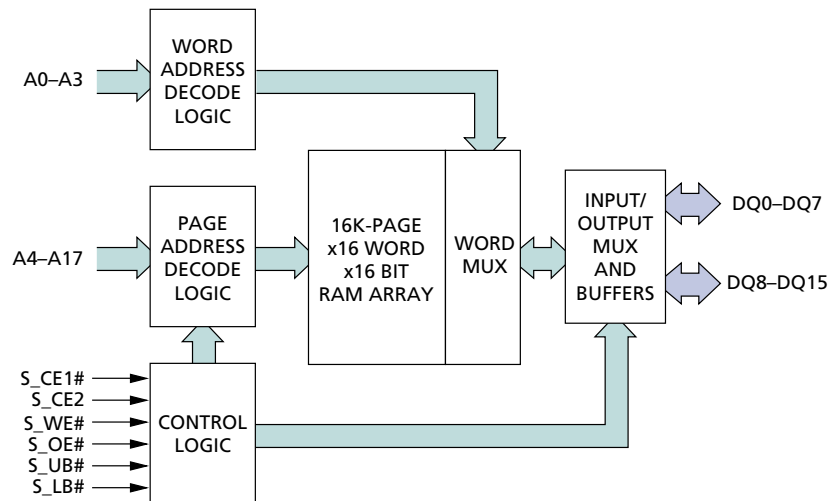 WORD
ADDRESS
DECODE
LOGIC
A0–A3
PAGE
ADDRESS
DECODE
LOGIC
A4–A17
16K-PAGE
x16 WORD
x16 BIT
RAM ARRAY
WORD
MUX
INPUT/
OUTPUT
MUX
AND
BUFFERS
DQ0–DQ7
DQ8–DQ15
S_CE1#
S_CE2
S_WE#
S_OE#
S_UB#
S_LB#
CONTROL
LOGIC